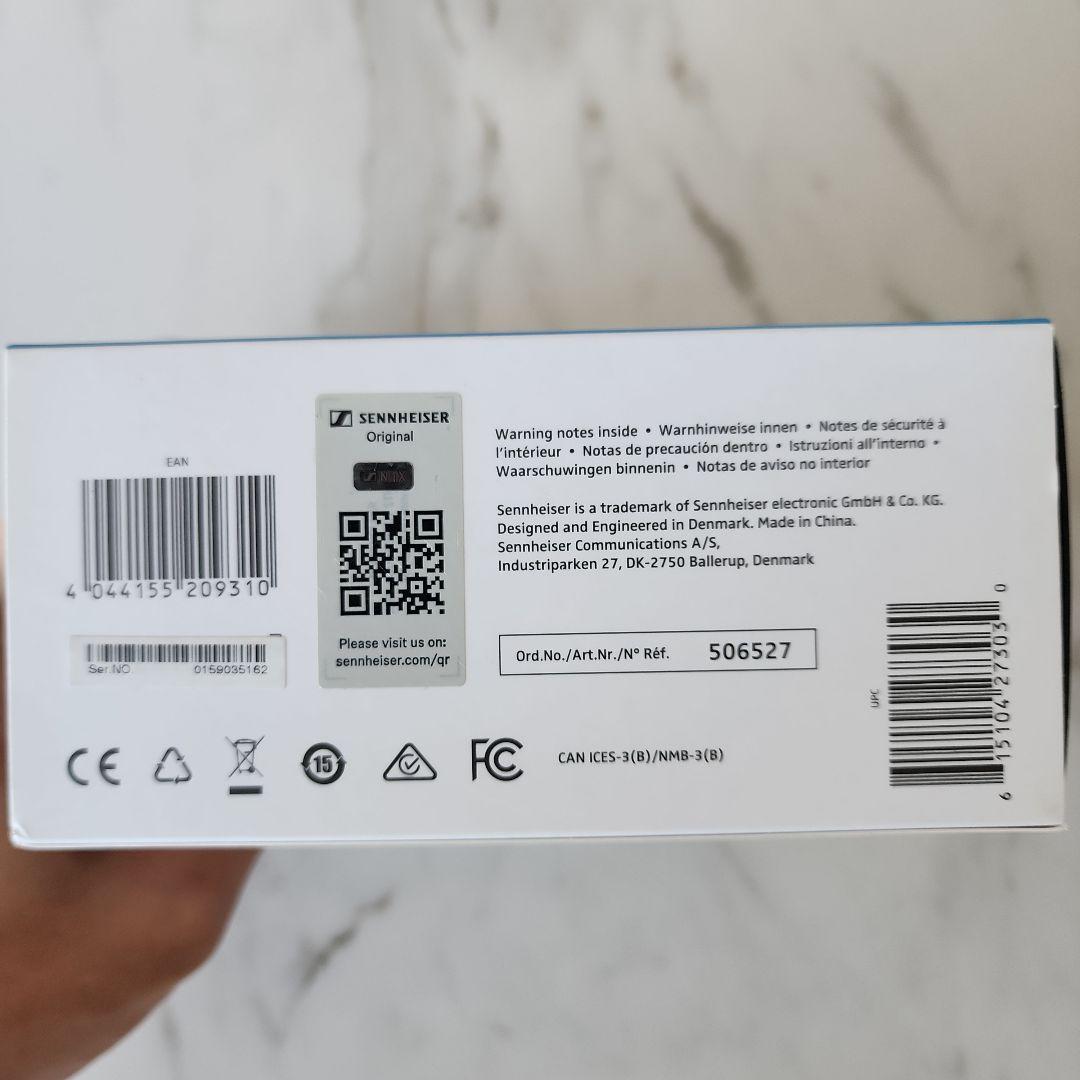 EAN
4 044155 209310
Ser.NO. 0159035162
SENNHEISER
Original
Please visit us on:
sennheiser.com/qr
Warning notes inside • Warnhinweise innen • Notes de sécurité à
l'intérieur • Notas de precaución dentro • Istruzioni all'interno •
Waarschuwingen binnenin • Notas de aviso no interior
Sennheiser is a trademark of Sennheiser electronic GmbH & Co. KG.
Designed and Engineered in Denmark. Made in China.
Sennheiser Communications A/S,
Industriparken 27, DK-2750 Ballerup, Denmark
Ord.No./Art.Nr./N° Réf. 506527
UPC
6 15104 27303 0
CE
15
FC
CAN ICES-3(B)/NMB-3(B)